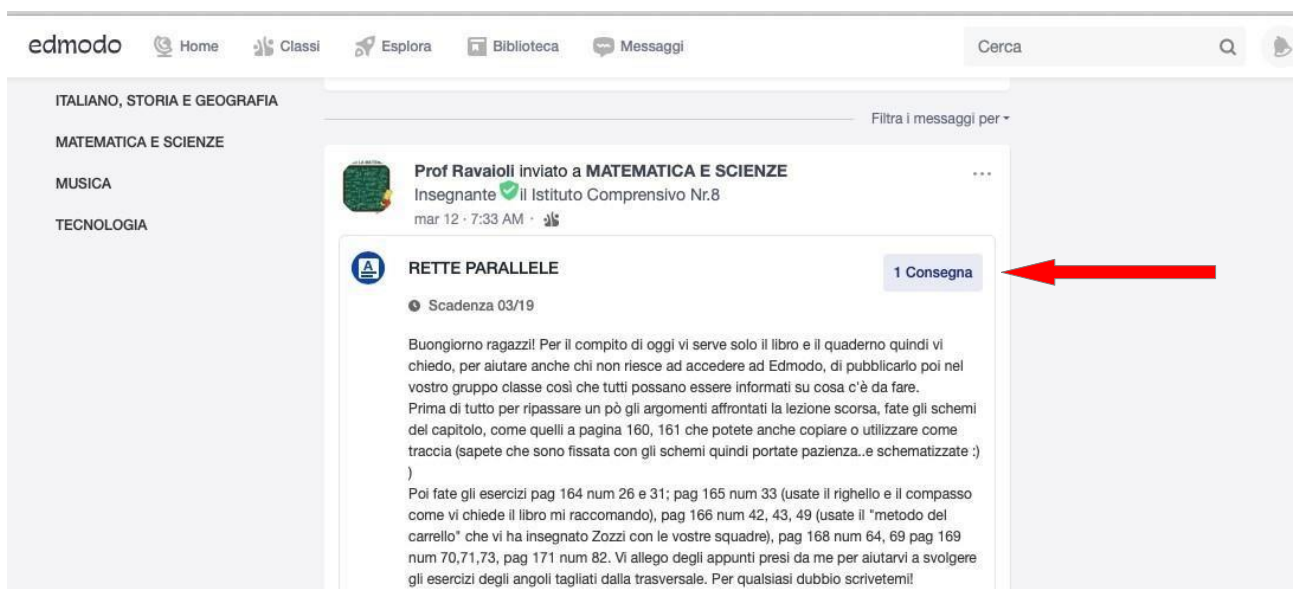 edmodo Home Classi Esplora Biblioteca Messaggi Cerca
ITALIANO, STORIA E GEOGRAFIA
MATEMATICA E SCIENZE
MUSICA
TECNOLOGIA
Filtra i messaggi per
Prof Ravaioli inviato a MATEMATICA E SCIENZE
Insegnante il Istituto Comprensivo Nr.8
mar 12 · 7:33 AM ·
RETTE PARALLELE
1 Consegna
Scadenza 03/19
Buongiorno ragazzi! Per il compito di oggi vi serve solo il libro e il quaderno quindi vi
chiedo, per aiutare anche chi non riesce ad accedere ad Edmodo, di pubblicarlo poi nel
vostro gruppo classe così che tutti possano essere informati su cosa c'è da fare.
Prima di tutto per ripassare un pò gli argomenti affrontati la lezione scorsa, fate gli schemi
del capitolo, come quelli a pagina 160, 161 che potete anche copiare o utilizzare come
traccia (sapete che sono fissata con gli schemi quindi portate pazienza..e schematizzate :)
)
Poi fate gli esercizi pag 164 num 26 e 31; pag 165 num 33 (usate il righello e il compasso
come vi chiede il libro mi raccomando), pag 166 num 42, 43, 49 (usate il "metodo del
carrello" che vi ha insegnato Zozzi con le vostre squadre), pag 168 num 64, 69 pag 169
num 70,71,73, pag 171 num 82. Vi allego degli appunti presi da me per aiutarvi a svolgere
gli esercizi degli angoli tagliati dalla trasversale. Per qualsiasi dubbio scrivetemi!